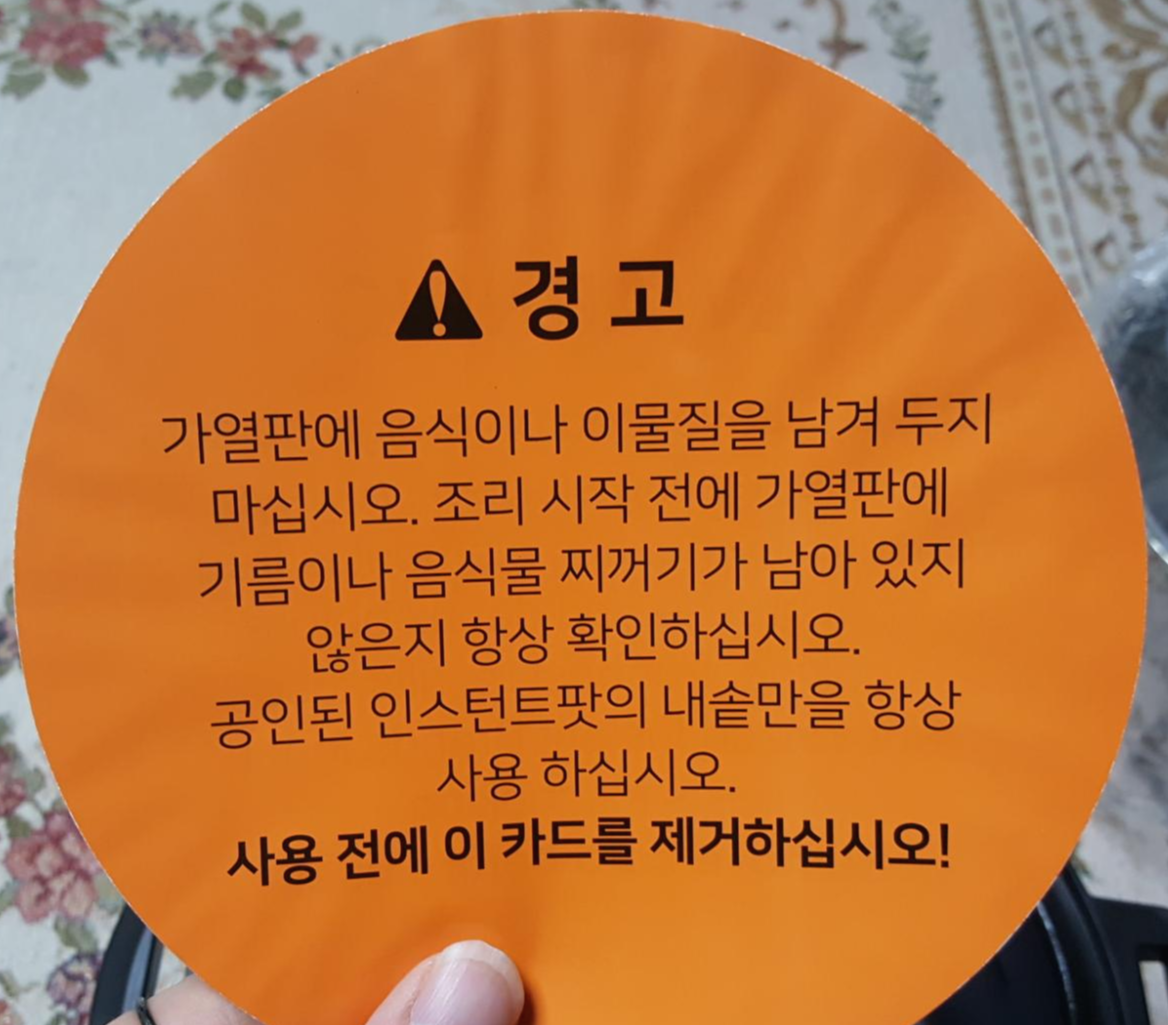 경고
가열판에 음식이나 이물질을 남겨 두지
마십시오. 조리 시작 전에 가열판에
기름이나 음식물 찌꺼기가 남아 있지
않은지 항상 확인하십시오.
공인된 인스턴트팟의 내솥만을 항상
사용 하십시오.
사용 전에 이 카드를 제거하십시오!